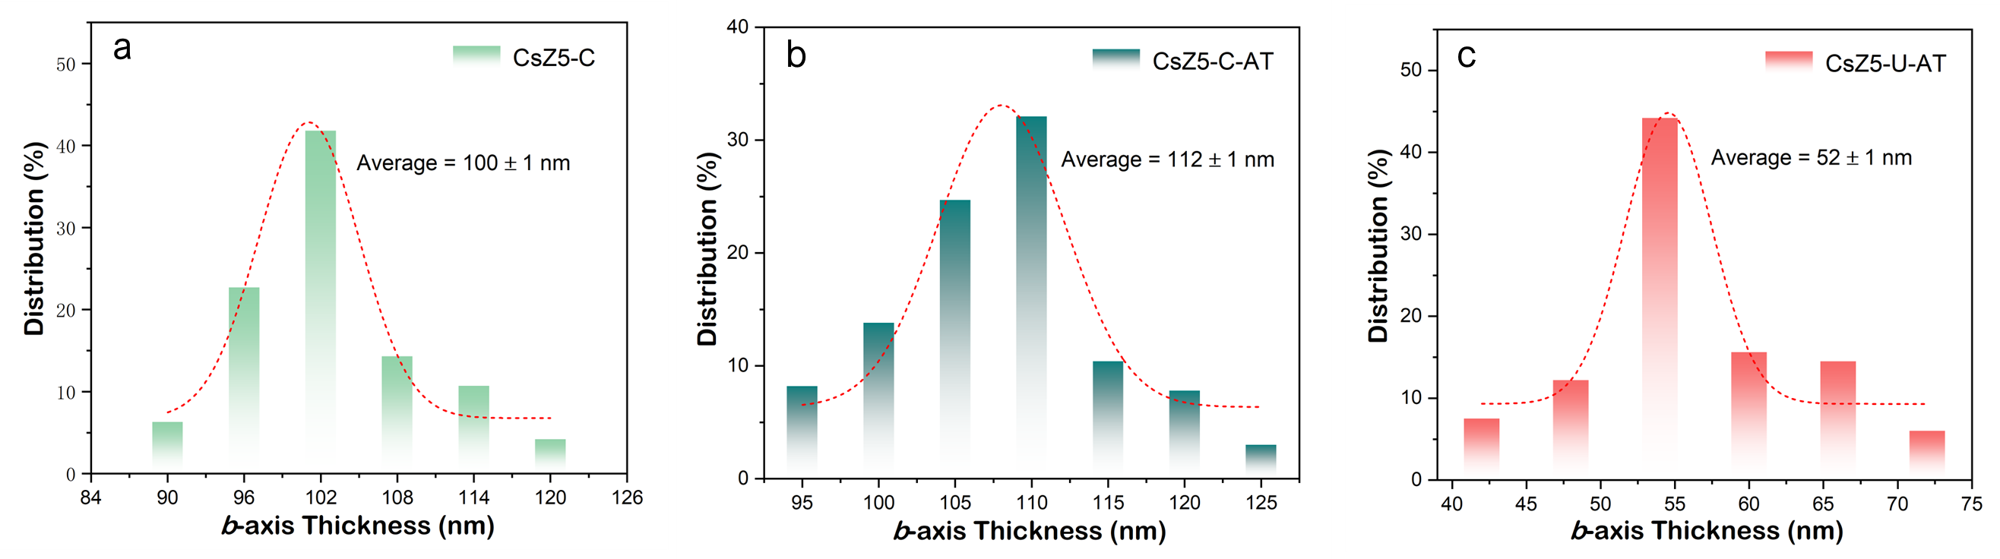 a
CsZ5-C
Average = 100 ± 1 nm
Distribution (%)
50
40
30
20
10
0
84 90 96 102 108 114 120 126
b-axis Thickness (nm)
b
CsZ5-C-AT
Average = 112 ± 1 nm
Distribution (%)
40
30
20
10
0
95 100 105 110 115 120 125
b-axis Thickness (nm)
c
CsZ5-U-AT
Average = 52 ± 1 nm
Distribution (%)
50
40
30
20
10
0
40 45 50 55 60 65 70 75
b-axis Thickness (nm)